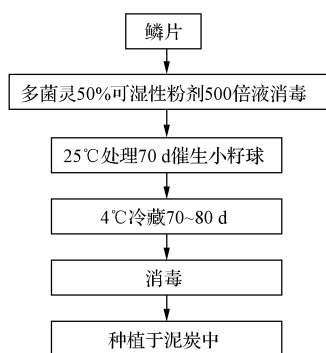 鳞片
多菌灵50%可湿性粉剂500倍液消毒
25℃处理70 d催生小籽球
4℃冷藏70~80 d
消毒
种植于泥炭中